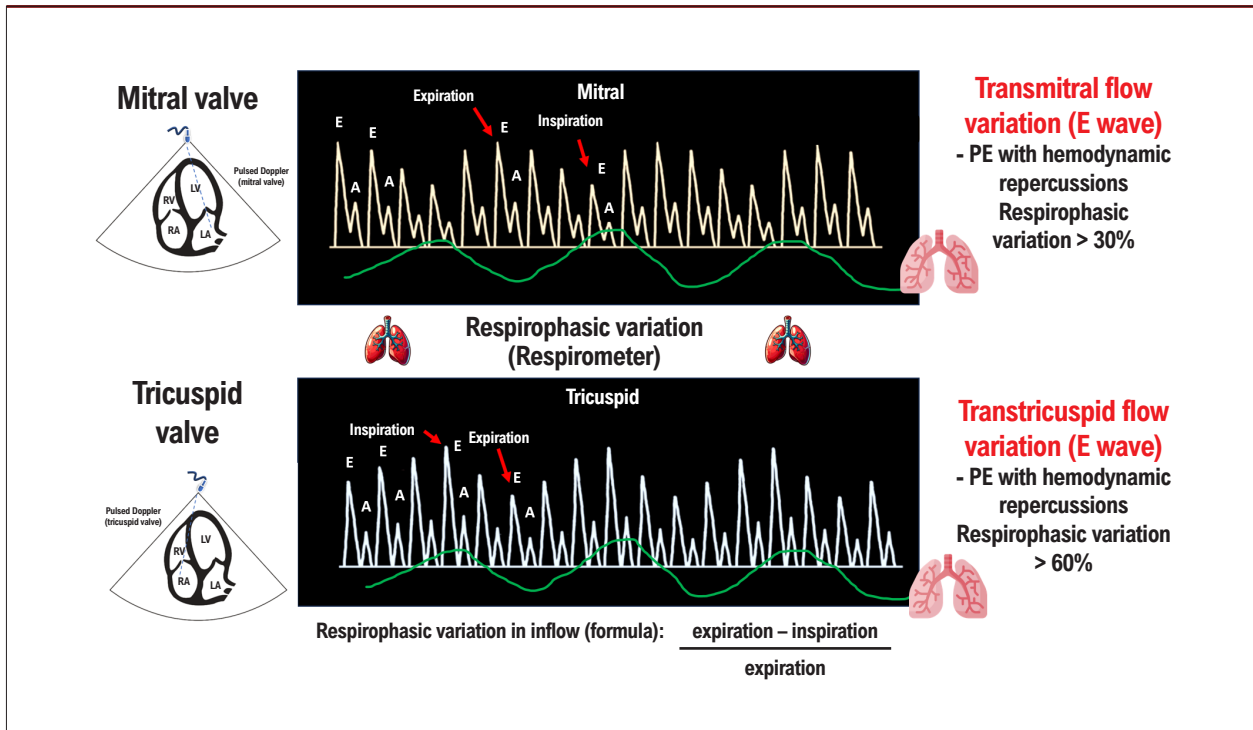 Mitral valve
Pulsed Doppler
(mitral valve)
LV
RV
RA
LA
Mitral
Expiration
Inspiration
E
E
A
A
E
A
E
A
Transmitral flow
variation (E wave)
- PE with hemodynamic
repercussions
Respirophasic
variation > 30%
Respirophasic variation
(Respirometer)
Tricuspid
valve
Pulsed Doppler
(tricuspid valve)
LV
RV
RA
LA
Tricuspid
Inspiration
Expiration
E
E
E
E
A
A
A
A
Transtricuspid flow
variation (E wave)
- PE with hemodynamic
repercussions
Respirophasic variation
> 60%
Respirophasic variation in inflow (formula):
expiration – inspiration
expiration